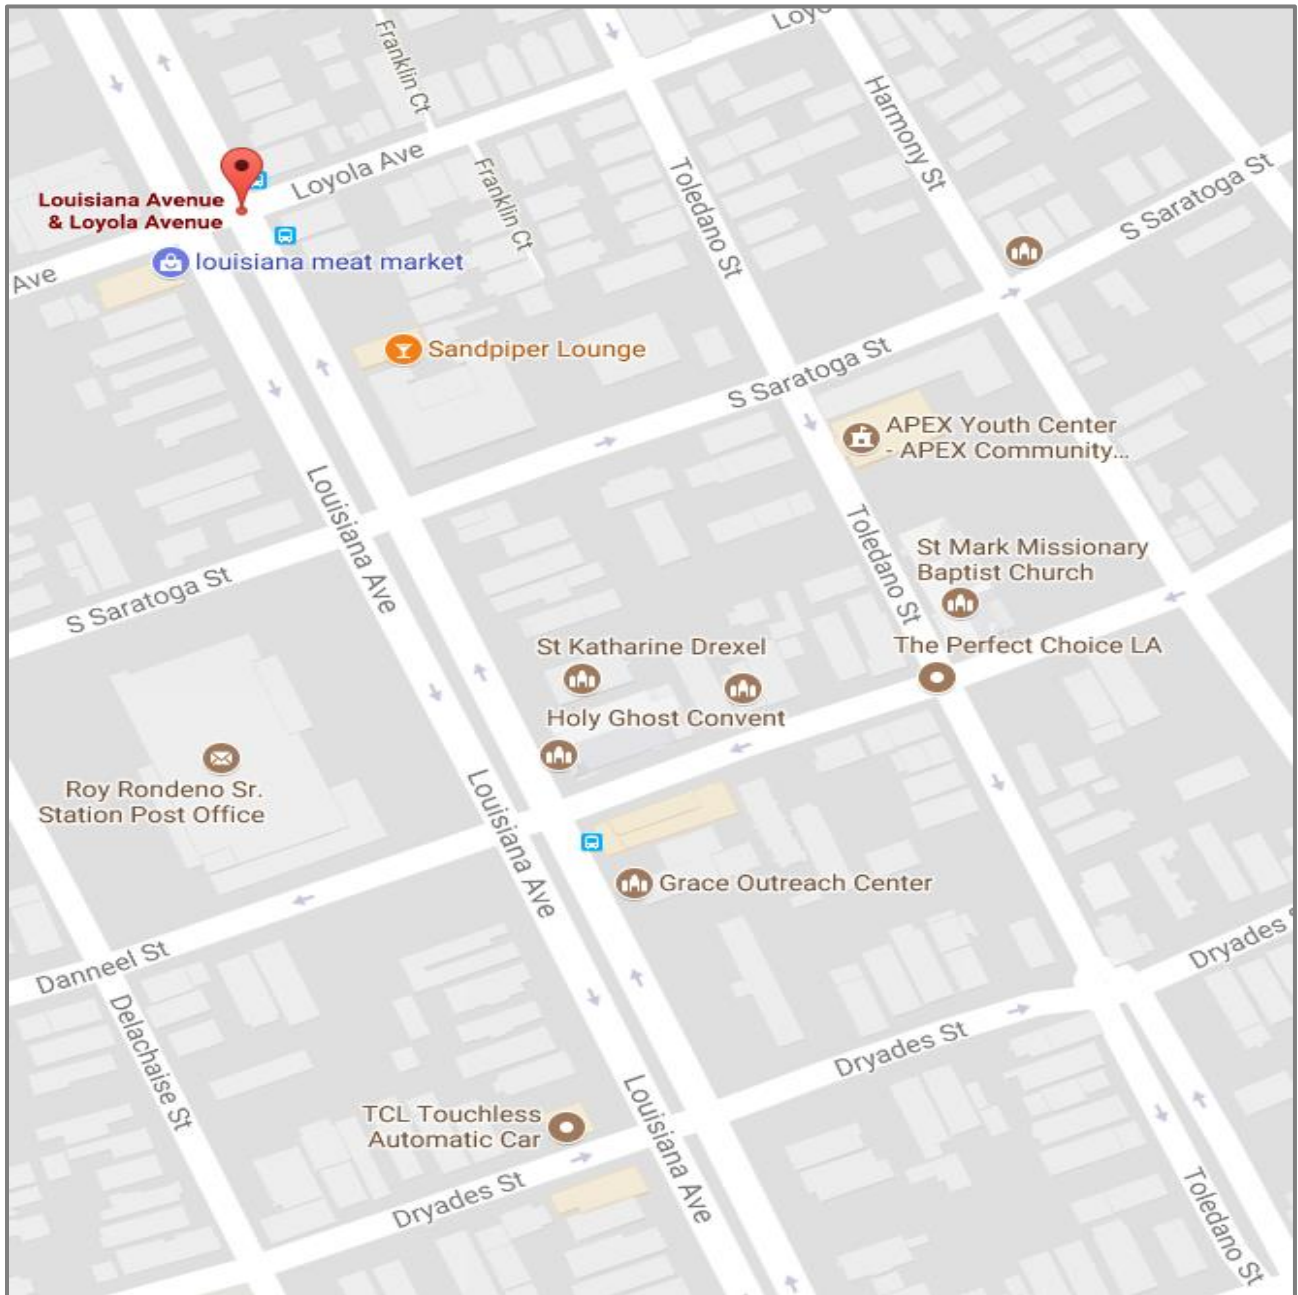 Loyo
Franklin Ct
Harmony St
Loyola Ave
Franklin Ct
Toledano St
S Saratoga St
Louisiana Avenue
& Loyola Avenue
Ave
louisiana meat market
Sandpiper Lounge
S Saratoga St
APEX Youth Center
- APEX Community...
Louisiana Ave
Toledano St
St Mark Missionary
Baptist Church
S Saratoga St
St Katharine Drexel
The Perfect Choice LA
Holy Ghost Convent
Roy Rondeno Sr.
Station Post Office
Louisiana Ave
Grace Outreach Center
Danneel St
Dryades S
Delachaise St
Dryades St
Louisiana Ave
TCL Touchless
Automatic Car
Dryades St
Toledano St